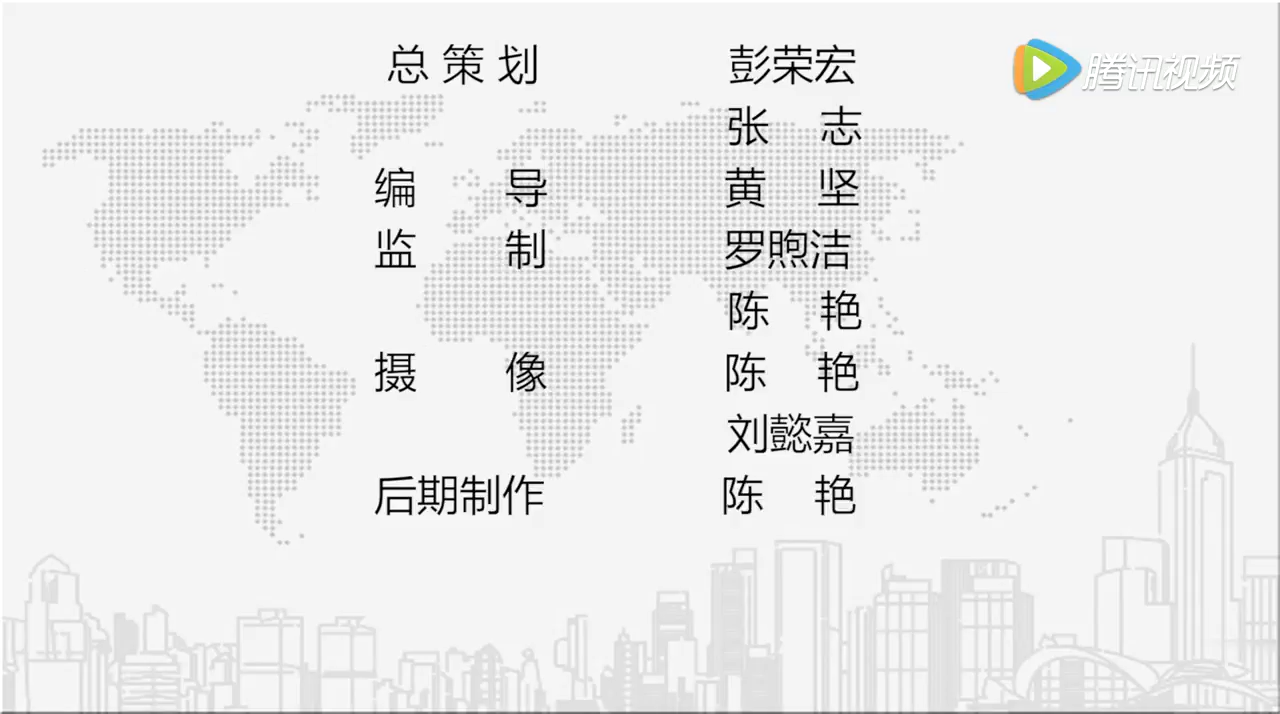 总策划 彭荣宏
腾讯视频
张志
编导 黄坚
监制 罗煦洁
陈艳
摄像 陈艳
刘懿嘉
后期制作 陈艳